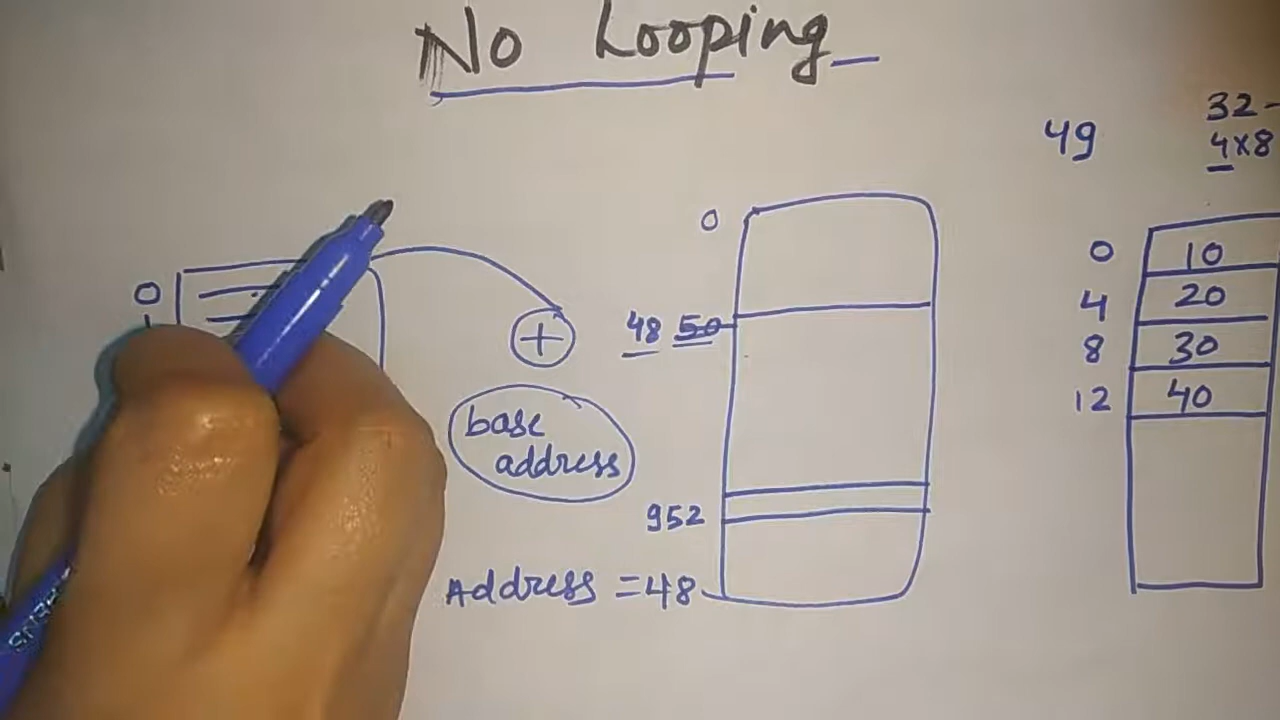 No Looping
32-
49
4x8
0
0
10
0
4
20
48 50
8
30
base
address
12
40
952
Address = 48